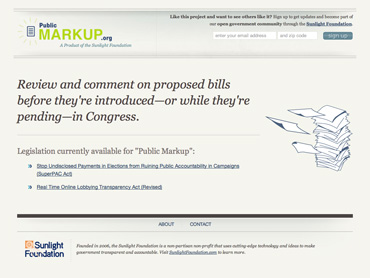 Public
MARKUP.org
A Product of the Sunlight Foundation
Like this project and want to see others like it? Sign up to get updates and become part of
our open government community through the Sunlight Foundation.
enter your email address
and zip code
SIGN UP
Review and comment on proposed bills
before they're introduced—or while they're
pending—in Congress.
Legislation currently available for "Public Markup":
» Stop Undisclosed Payments in Elections from Ruining Public Accountability in Campaigns
(SuperPAC Act)
» Real Time Online Lobbying Transparency Act (Revised)
ABOUT
CONTACT
Sunlight
Foundation
Founded in 2006, the Sunlight Foundation is a non-partisan non-profit that uses cutting-edge technology and ideas to make
government transparent and accountable. Visit SunlightFoundation.com to learn more.